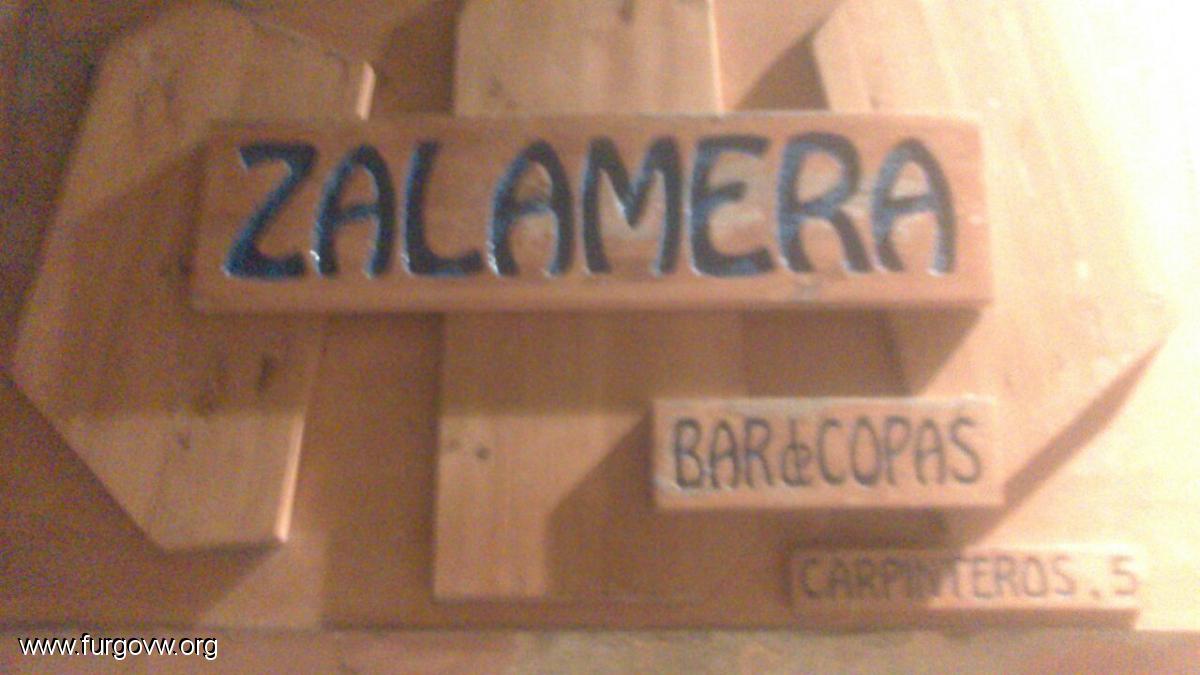 ZALAMERA
BAR de COPAS
CARPINTEROS.5
www.furgovw.org